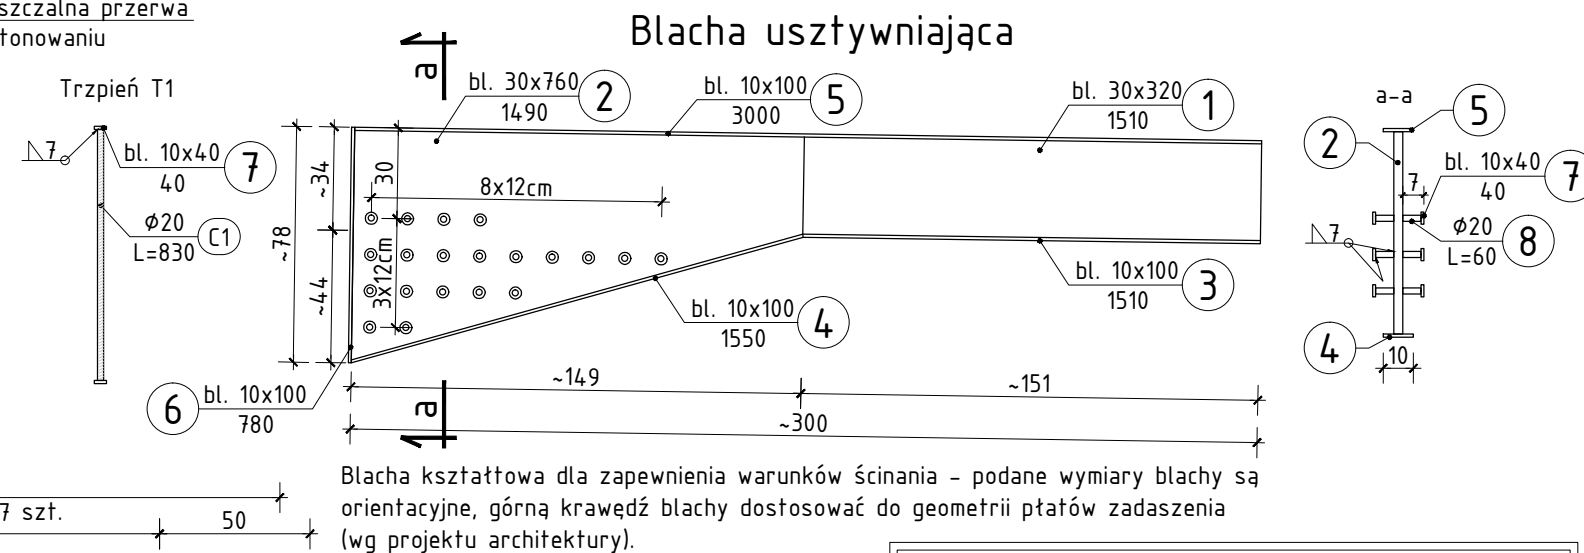 szczalna przerwa
tonowaniu
Blacha usztywniająca
Trzpień T1
7
bl. 10x40
40
7
Φ20
L=830
C1
a
bl. 30x760
1490
2
bl. 10x100
3000
5
bl. 30x320
1510
1
~34
~78
~44
30
8x12cm
3x12cm
bl. 10x100
1550
4
bl. 10x100
1510
3
6
bl. 10x100
780
a
~149
~151
~300
a-a
5
2
7
bl. 10x40
40
7
7
Φ20
L=60
8
4
10
Blacha kształtowa dla zapewnienia warunków ścinania - podane wymiary blachy są
orientacyjne, górną krawędź blachy dostosować do geometrii płatów zadaszenia
(wg projektu architektury).
7 szt.
50